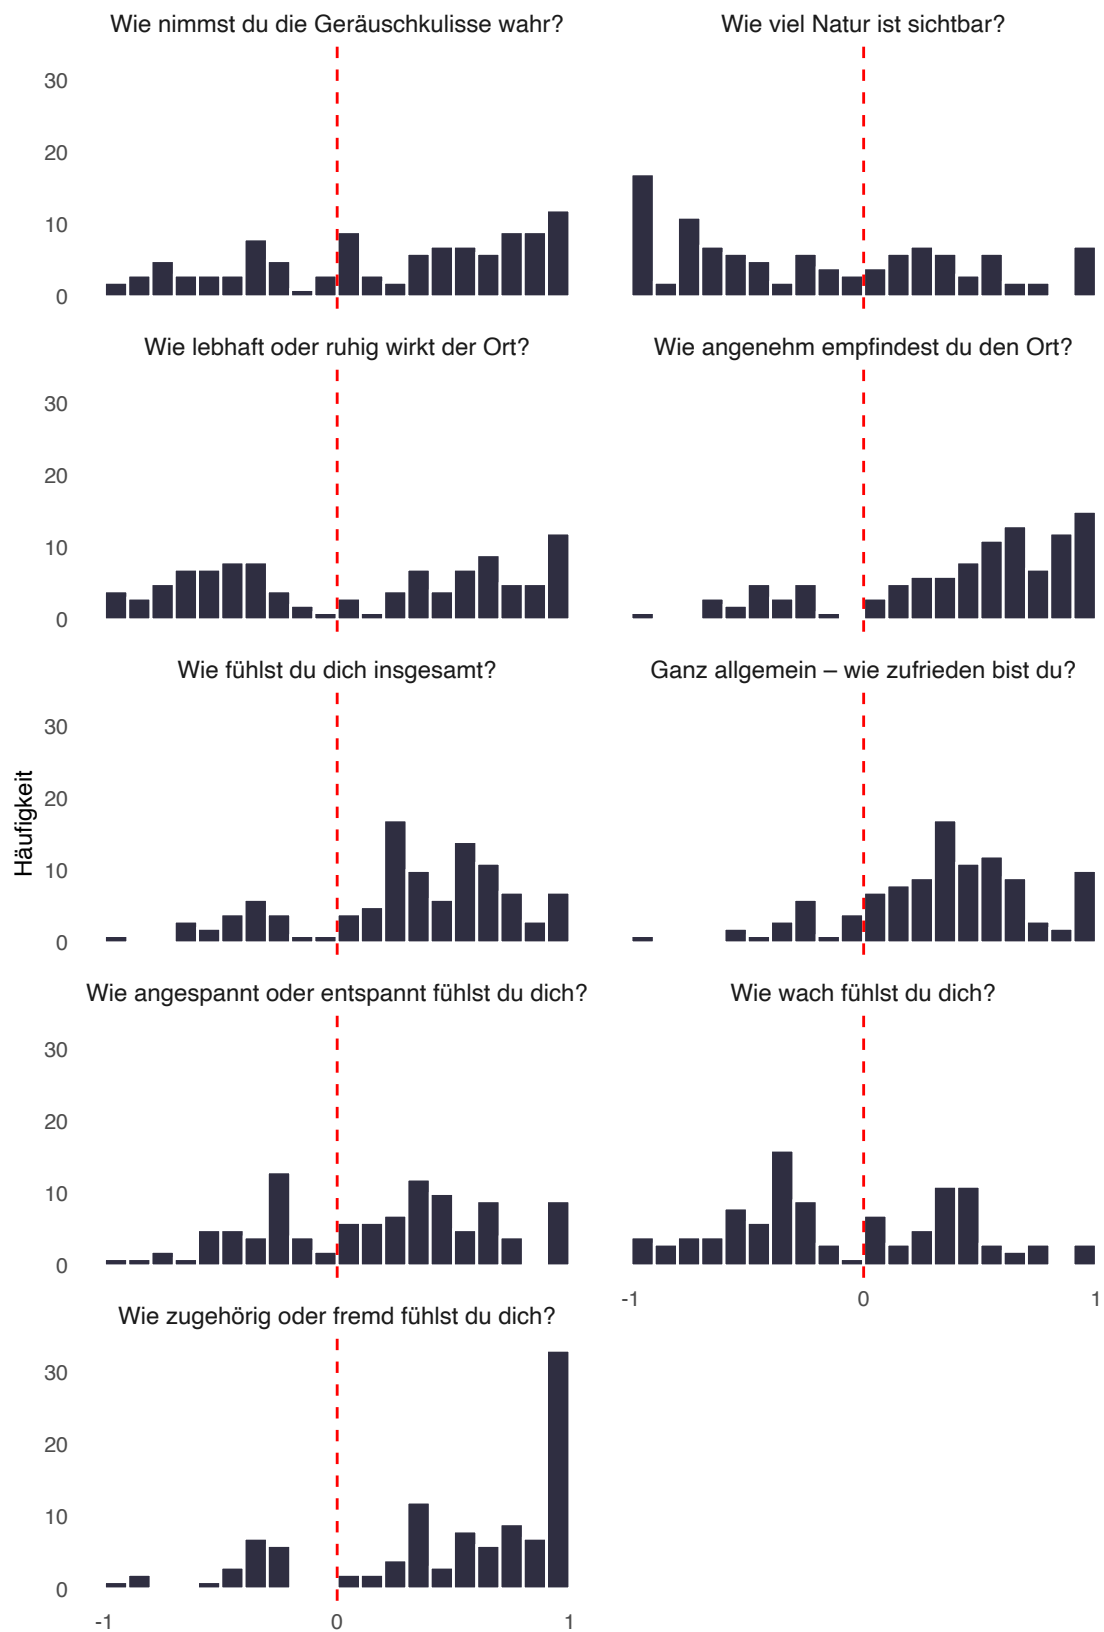 Wie nimmst du die Geräuschkulisse wahr?
Wie viel Natur ist sichtbar?
30
20
10
0
Wie lebhaft oder ruhig wirkt der Ort?
Wie angenehm empfindest du den Ort?
30
20
10
0
Wie fühlst du dich insgesamt?
Ganz allgemein – wie zufrieden bist du?
30
20
10
0
Häufigkeit
Wie angespannt oder entspannt fühlst du dich?
Wie wach fühlst du dich?
30
20
10
0
-1 0 1
Wie zugehörig oder fremd fühlst du dich?
30
20
10
0
-1 0 1